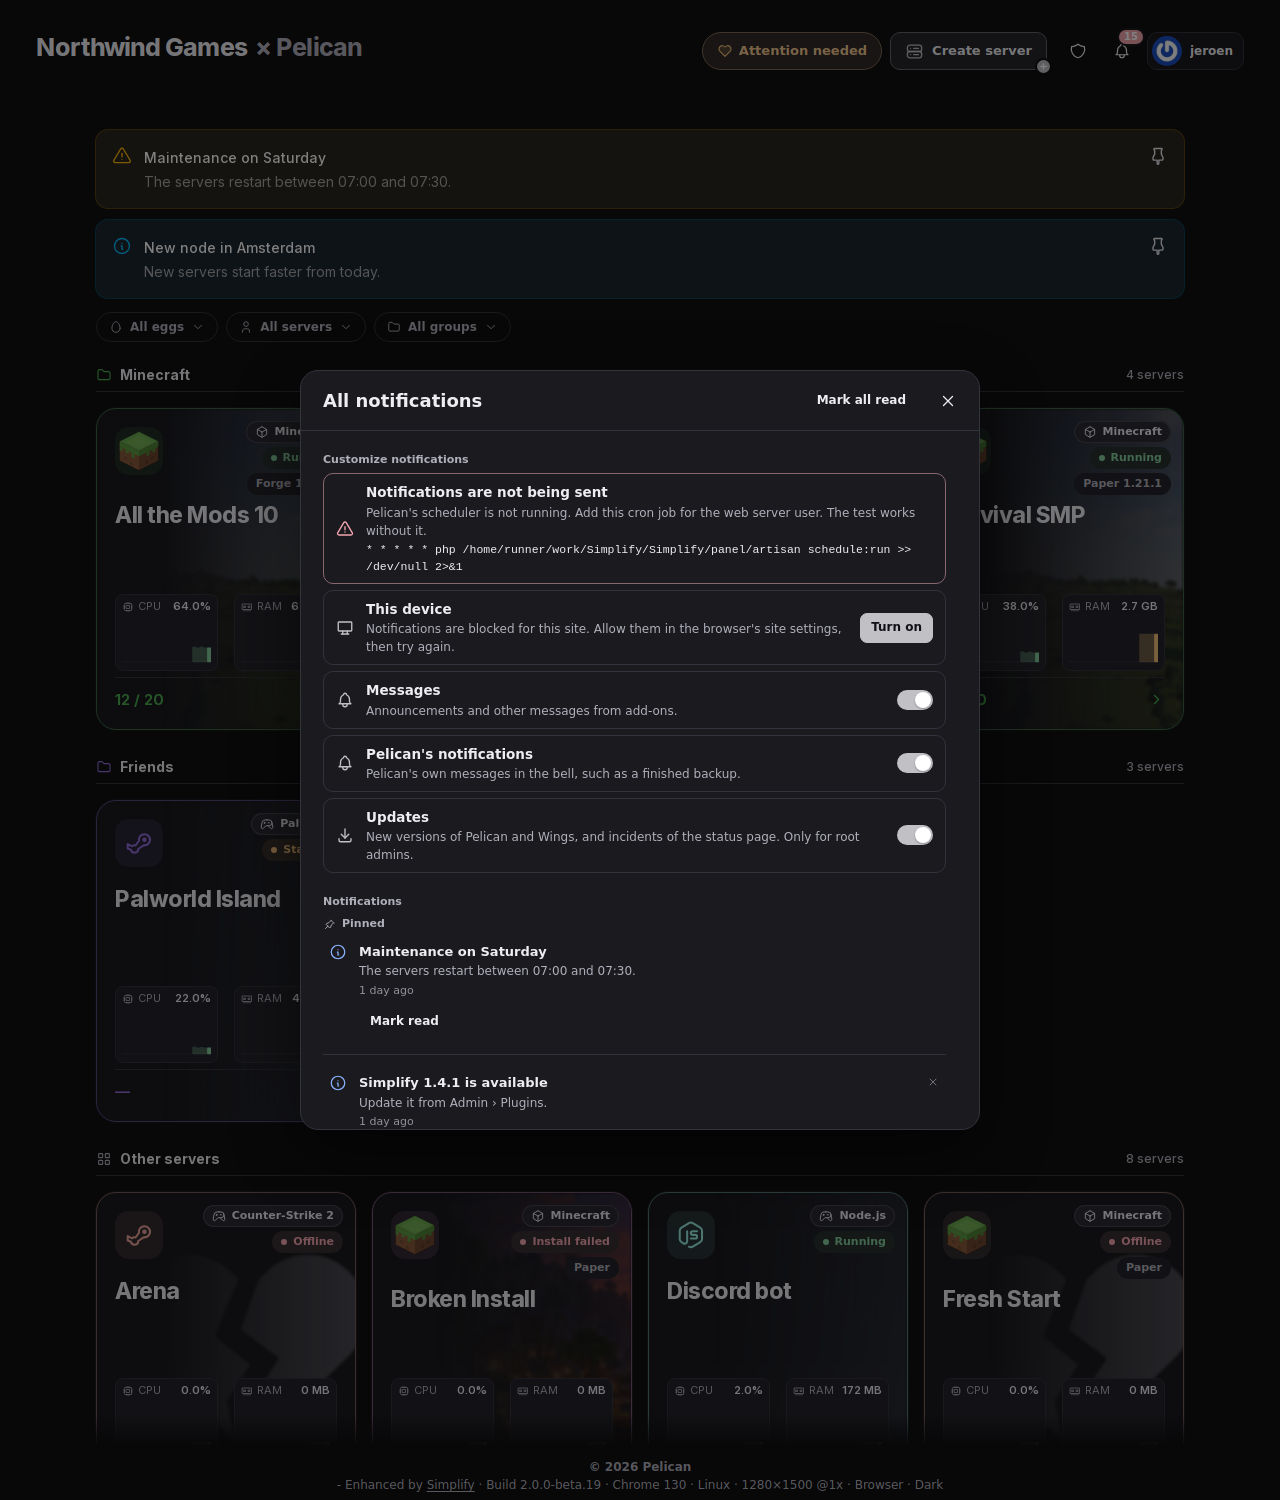 Northwind Games × Pelican
Attention needed
Create server
15
jeroen
Maintenance on Saturday
The servers restart between 07:00 and 07:30.
New node in Amsterdam
New servers start faster from today.
All eggs
All servers
All groups
Minecraft
4 servers
All notifications
Mark all read
Customize notifications
Notifications are not being sent
Pelican's scheduler is not running. Add this cron job for the web server user. The test works
without it.
* * * * * php /home/runner/work/Simplify/Simplify/panel/artisan schedule:run >>
/dev/null 2>&1
This device
Notifications are blocked for this site. Allow them in the browser's site settings,
then try again.
Turn on
Messages
Announcements and other messages from add-ons.
Pelican's notifications
Pelican's own messages in the bell, such as a finished backup.
Updates
New versions of Pelican and Wings, and incidents of the status page. Only for root
admins.
Notifications
Pinned
Maintenance on Saturday
The servers restart between 07:00 and 07:30.
1 day ago
Mark read
Simplify 1.4.1 is available
Update it from Admin › Plugins.
1 day ago
Forge 1
All the Mods 10
CPU 64.0%
RAM 6
12 / 20
Minecraft
Running
Paper 1.21.1
vival SMP
U 38.0%
RAM 2.7 GB
0
Friends
3 servers
Pal
Sta
Palworld Island
CPU 22.0%
RAM 4
—
Other servers
8 servers
Counter-Strike 2
Offline
Arena
CPU 0.0%
RAM 0 MB
Minecraft
Install failed
Paper
Broken Install
CPU 0.0%
RAM 0 MB
Node.js
Running
Discord bot
CPU 2.0%
RAM 172 MB
Minecraft
Offline
Paper
Fresh Start
CPU 0.0%
RAM 0 MB
© 2026 Pelican
- Enhanced by Simplify · Build 2.0.0-beta.19 · Chrome 130 · Linux · 1280×1500 @1x · Browser · Dark